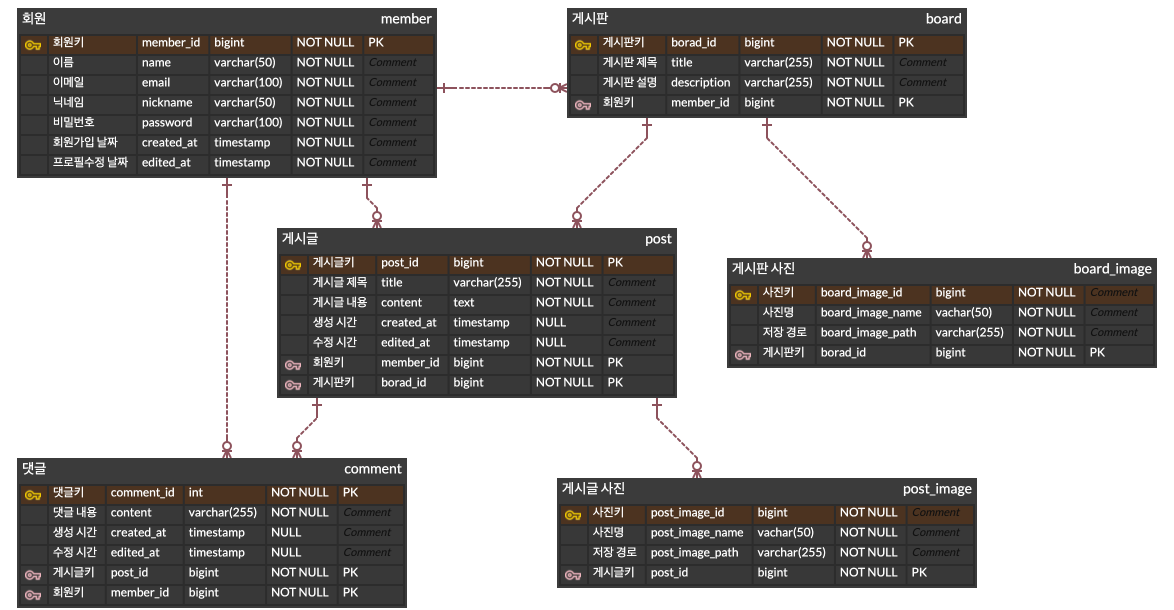 회원 member
회원키 member_id bigint NOT NULL PK
이름 name varchar(50) NOT NULL Comment
이메일 email varchar(100) NOT NULL Comment
닉네임 nickname varchar(50) NOT NULL Comment
비밀번호 password varchar(100) NOT NULL Comment
회원가입 날짜 created_at timestamp NOT NULL Comment
프로필수정 날짜 edited_at timestamp NOT NULL Comment
게시판 board
게시판키 borad_id bigint NOT NULL PK
게시판 제목 title varchar(255) NOT NULL Comment
게시판 설명 description varchar(255) NOT NULL Comment
회원키 member_id bigint NOT NULL PK
게시글 post
게시글키 post_id bigint NOT NULL PK
게시글 제목 title varchar(255) NOT NULL Comment
게시글 내용 content text NOT NULL Comment
생성 시간 created_at timestamp NULL Comment
수정 시간 edited_at timestamp NULL Comment
회원키 member_id bigint NOT NULL PK
게시판키 borad_id bigint NOT NULL PK
게시판 사진 board_image
사진키 board_image_id bigint NOT NULL Comment
사진명 board_image_name vachar(50) NOT NULL Comment
저장 경로 board_image_path varchar(255) NOT NULL Comment
게시판키 borad_id bigint NOT NULL PK
댓글 comment
댓글키 comment_id int NOT NULL PK
댓글 내용 content varchar(255) NOT NULL Comment
생성 시간 created_at timestamp NULL Comment
수정 시간 edited_at timestamp NULL Comment
게시글키 post_id bigint NOT NULL PK
회원키 member_id bigint NOT NULL PK
게시글 사진 post_image
사진키 post_image_id bigint NOT NULL Comment
사진명 post_image_name vachar(50) NOT NULL Comment
저장 경로 post_image_path varchar(255) NOT NULL Comment
게시글키 post_id bigint NOT NULL PK